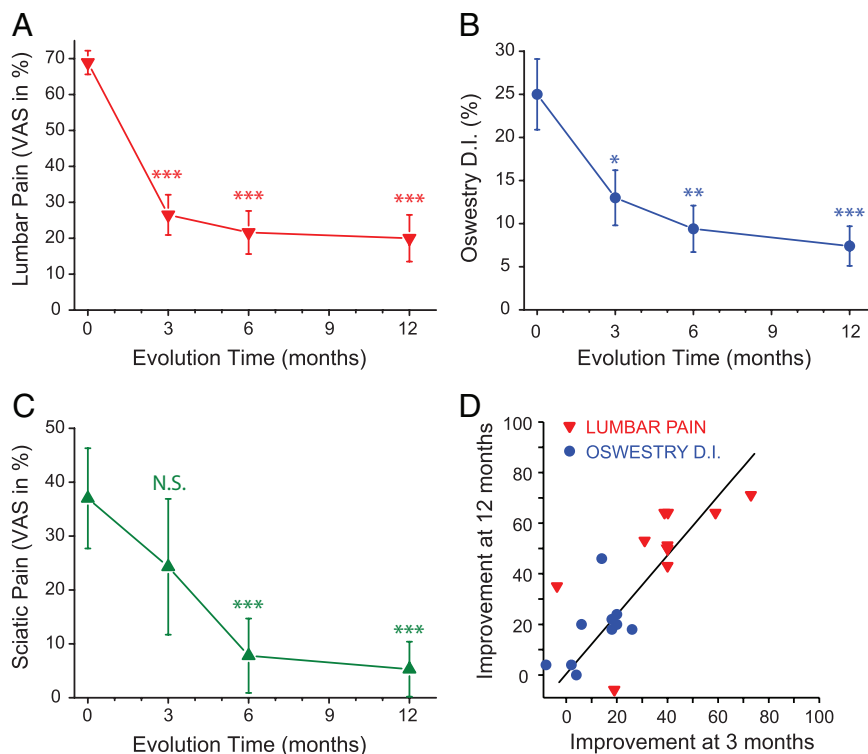 A
70
60
50
40
30
20
10
0
Lumbar Pain (VAS in %)
***
***
***
0 3 6 9 12
Evolution Time (months)
B
30
25
20
15
10
5
0
Oswestry D.I. (%)
*
**
***
0 3 6 9 12
Evolution Time (months)
C
50
40
30
20
10
0
Sciatic Pain (VAS in %)
N.S.
***
***
0 3 6 9 12
Evolution Time (months)
D
100
80
60
40
20
0
Improvement at 12 months
LUMBAR PAIN
OSWESTRY D.I.
0 20 40 60 80 100
Improvement at 3 months